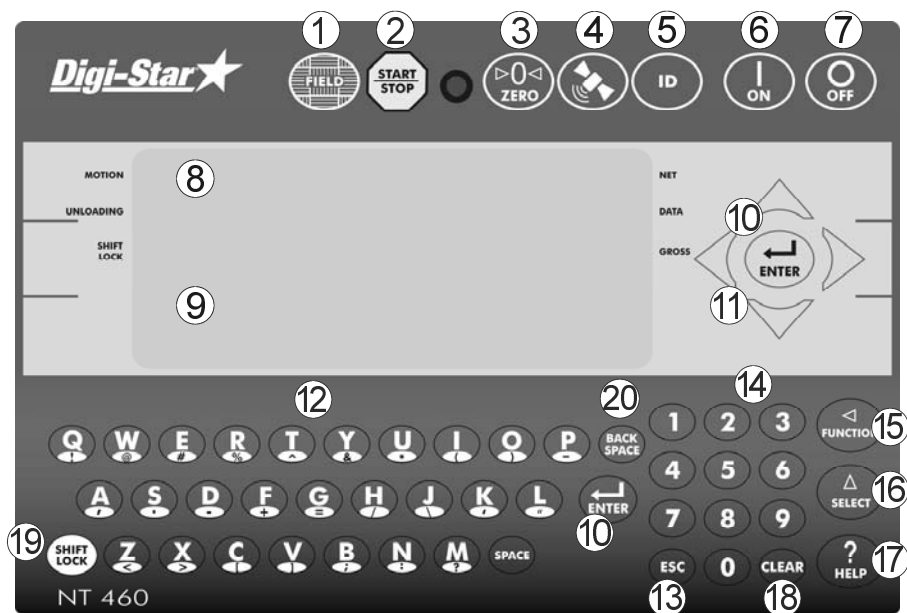 1 2 3 4 5 6 7
Digi-Star
FIELD
START
STOP
0
ZERO
ID
ON
OFF
MOTION
8
NET
UNLOADING
DATA
10
SHIFT
LOCK
GROSS
ENTER
9
11
12
20
14
Q W E R T Y U I O P
! @ # % ^ & * ( ) -
BACK
SPACE
1 2 3
FUNCTION
15
A S D F G H J K L
+ = / \
ENTER
10
4 5 6
SELECT
16
7 8 9
19
SHIFT
LOCK
Z X C V B N M
< > ; : ?
SPACE
ESC
0
CLEAR
?
HELP
17
13
18
NT 460